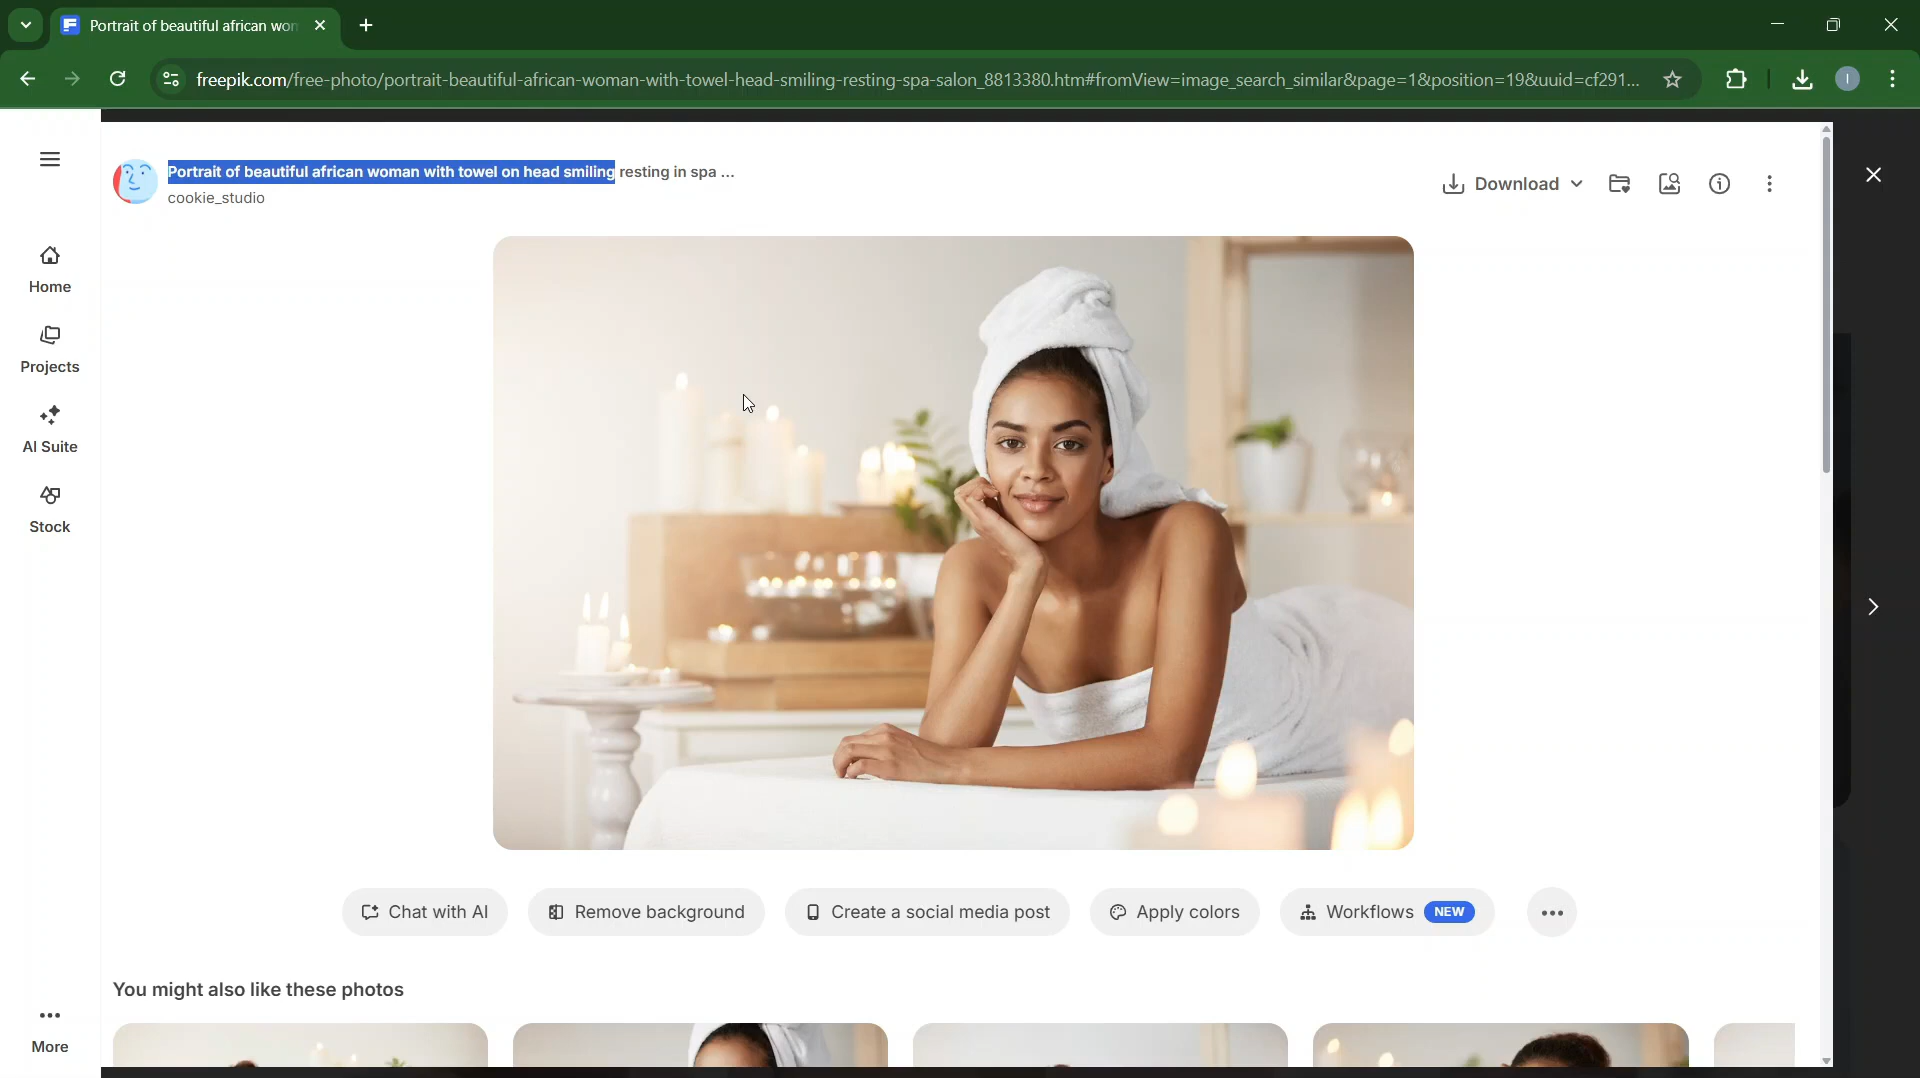 Portrait of beautiful african won
freepik.com/free-photo/portrait-beautiful-african-woman-with-towel-head-smiling-resting-spa-salon_8813380.htm#fromView=image_search_similar&page=1&position=19&uuid=cf291...
I
Portrait of beautiful african woman with towel on head smiling resting in spa ...
cookie_studio
Download
Home
Projects
AI Suite
Stock
Chat with AI
Remove background
Create a social media post
Apply colors
Workflows NEW
You might also like these photos
More